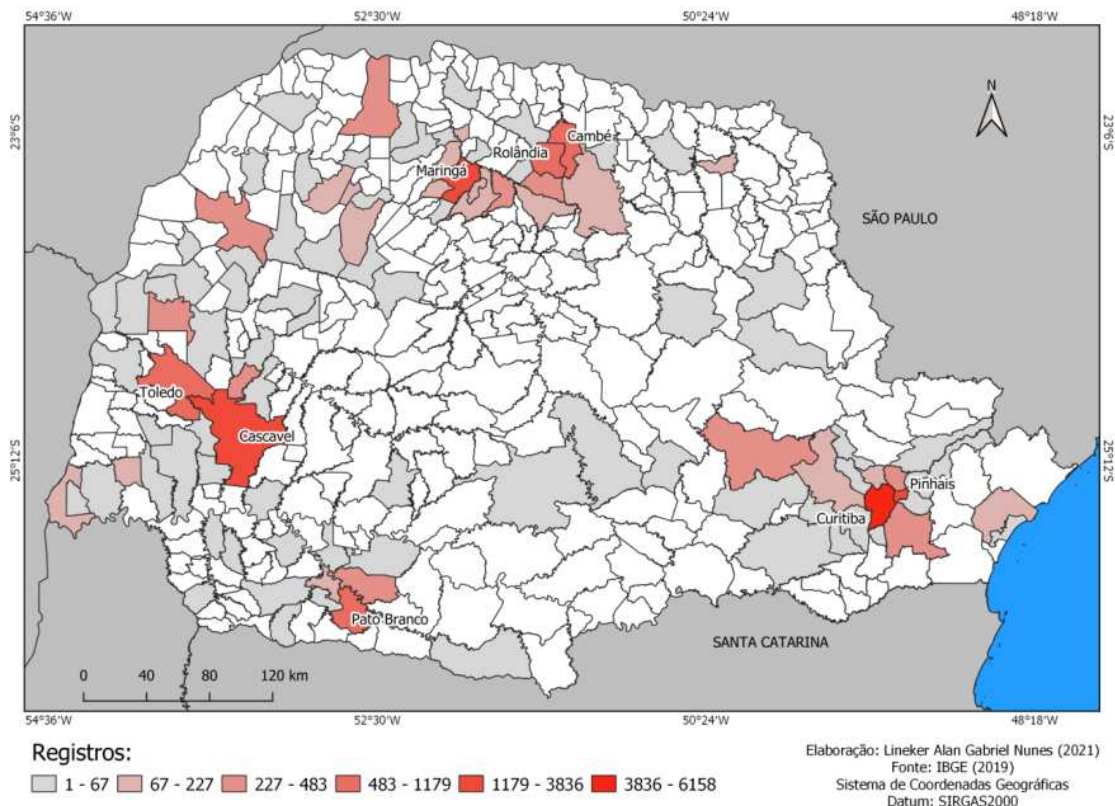 54°36'W 52°30'W 50°24'W 48°18'W
N
23°6'S 23°6'S
Cambé
Rolândia
Maringá
SÃO PAULO
Toledo
Cascavel
25°12'S 25°12'S
Pinhais
Curitiba
Pato Branco
SANTA CATARINA
0 40 80 120 km
54°36'W 52°30'W 50°24'W 48°18'W
Registros:
1 - 67 67 - 227 227 - 483 483 - 1179 1179 - 3836 3836 - 6158
Elaboração: Lineker Alan Gabriel Nunes (2021)
Fonte: IBGE (2019)
Sistema de Coordenadas Geográficas
Datum: SIRGAS2000